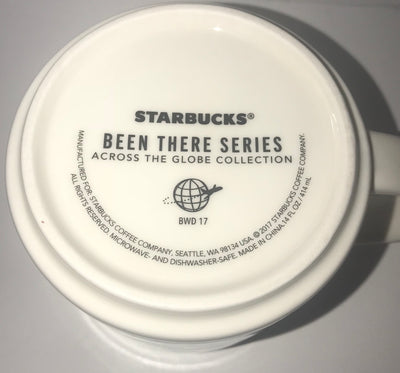 STARBUCKS®
BEEN THERE SERIES
ACROSS THE GLOBE COLLECTION
BWD 17
MANUFACTURED FOR: STARBUCKS COFFEE COMPANY, SEATTLE, WA 98134 USA. © 2017 STARBUCKS COFFEE COMPANY.
ALL RIGHTS RESERVED. MICROWAVE- AND DISHWASHER-SAFE. MADE IN CHINA. 14 FL OZ / 414 mL